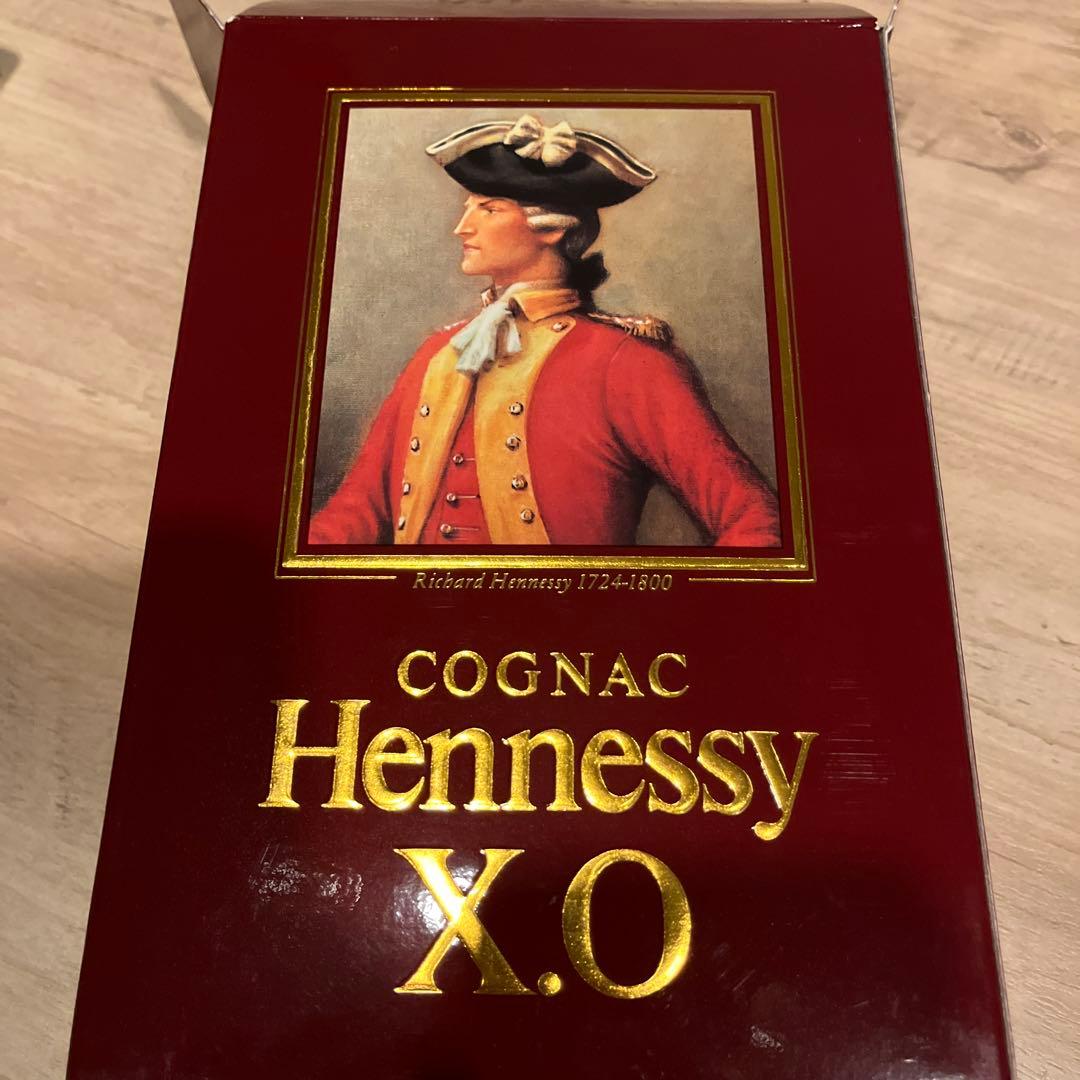 Richard Hennessy 1724-1800
COGNAC
Hennessy
X.O